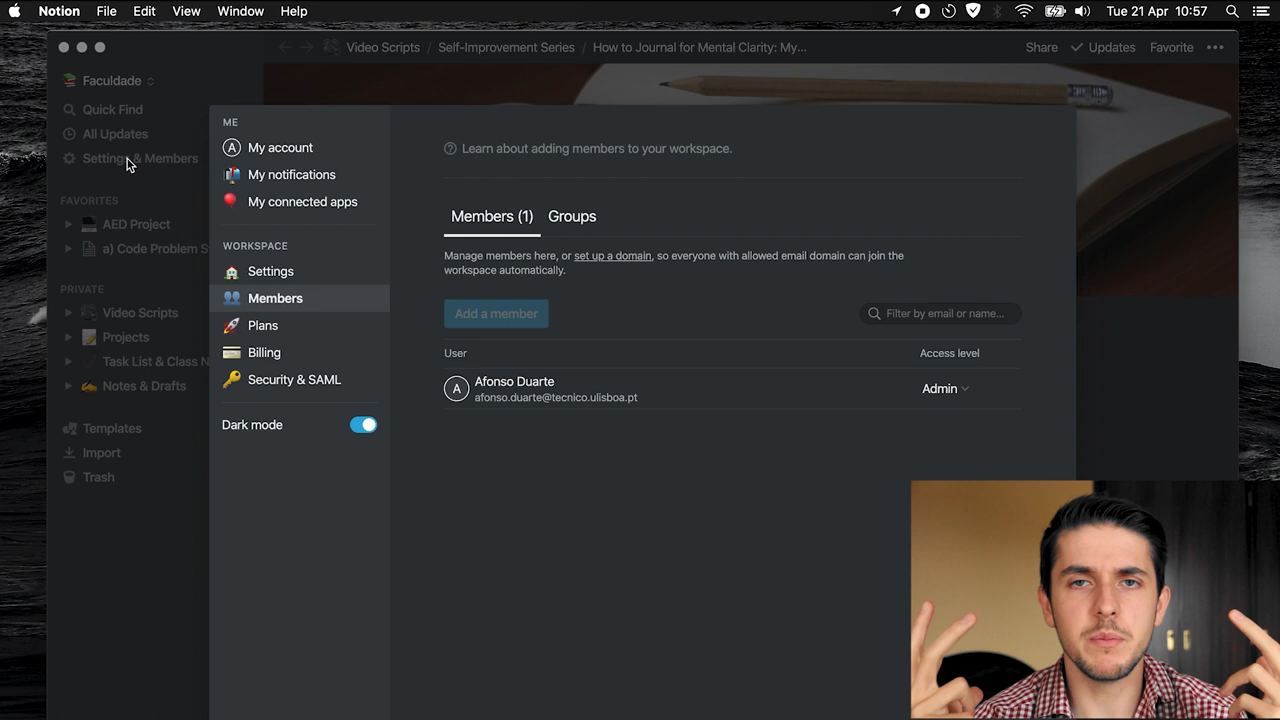 Notion File Edit View Window Help Tue 21 Apr 10:57
Video Scripts / Self-Improvement Series / How to Journal for Mental Clarity: My... Share Updates Favorite
Faculdade
Quick Find
All Updates
Settings & Members
FAVORITES
AED Project
a) Code Problem S
PRIVATE
Video Scripts
Projects
Task List & Class N
Notes & Drafts
Templates
Import
Trash
ME
A My account
My notifications
My connected apps
WORKSPACE
Settings
Members
Plans
Billing
Security & SAML
Dark mode
Learn about adding members to your workspace.
Members (1) Groups
Manage members here, or set up a domain, so everyone with allowed email domain can join the
workspace automatically.
Add a member Filter by email or name...
User Access level
A Afonso Duarte Admin
afonso.duarte@tecnico.ulisboa.pt